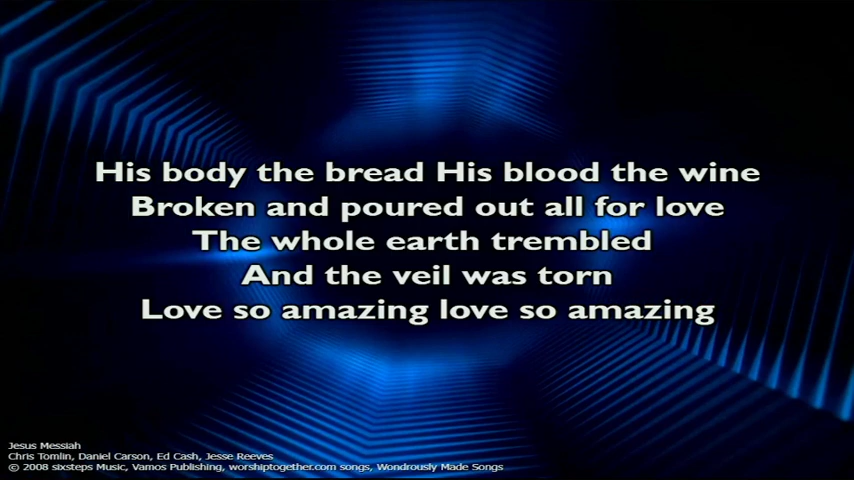 His body the bread His blood the wine
Broken and poured out all for love
The whole earth trembled
And the veil was torn
Love so amazing love so amazing
Jesus Messiah
Chris Tomlin, Daniel Carson, Ed Cash, Jesse Reeves
© 2008 sixsteps Music, Vamos Publishing, worshiptogether.com songs, Wondrously Made Songs